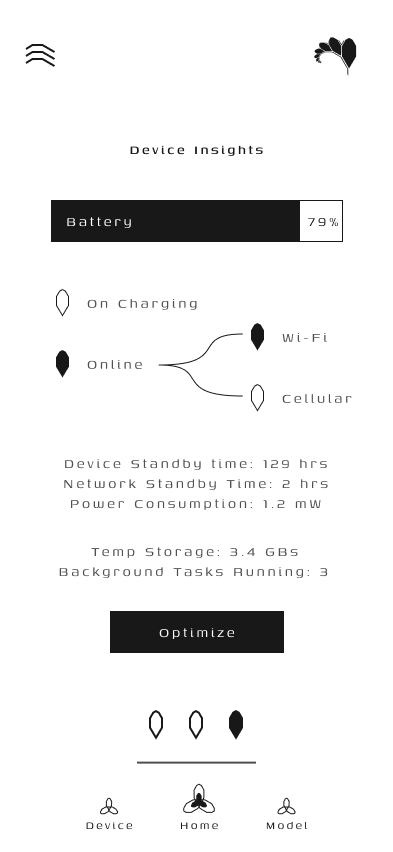 Device Insights
Battery 79%
On Charging
Wi-Fi
Online
Cellular
Device Standby time: 129 hrs
Network Standby Time: 2 hrs
Power Consumption: 1.2 mW
Temp Storage: 3.4 GBs
Background Tasks Running: 3
Optimize
Device Home Model